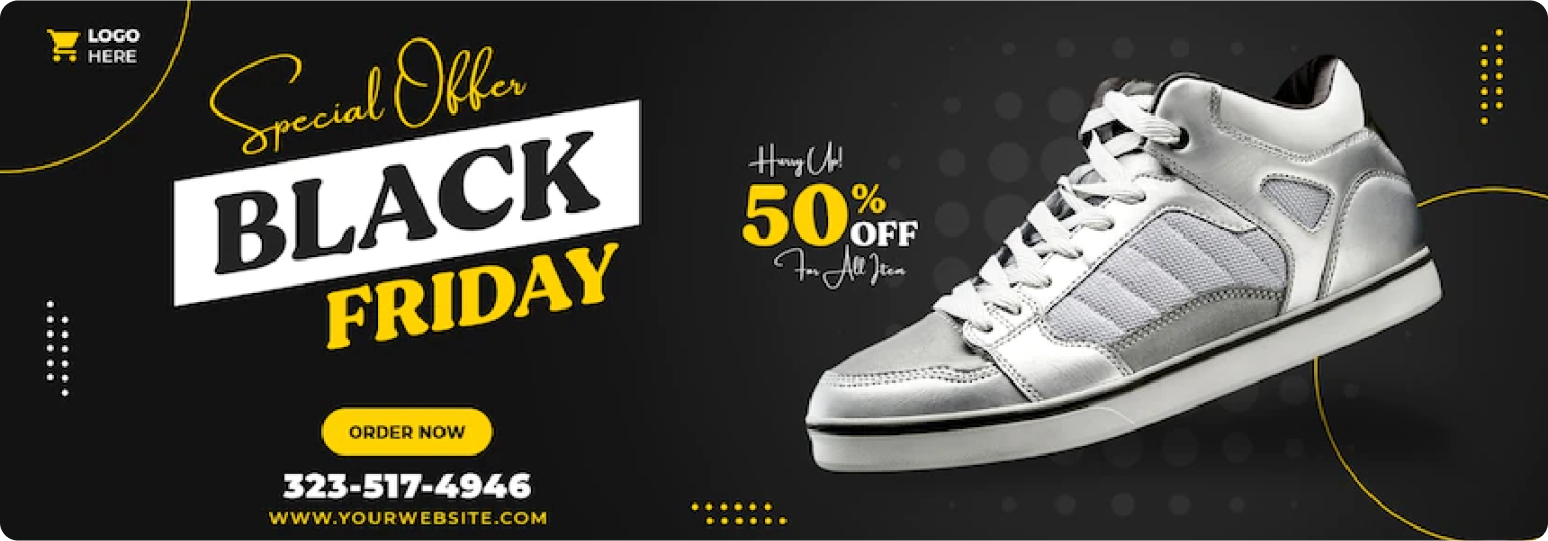 LOGO
HERE
Special Offer
BLACK
FRIDAY
Hurry Up!
50%
OFF
For All Item
ORDER NOW
323-517-4946
WWW.YOURWEBSITE.COM